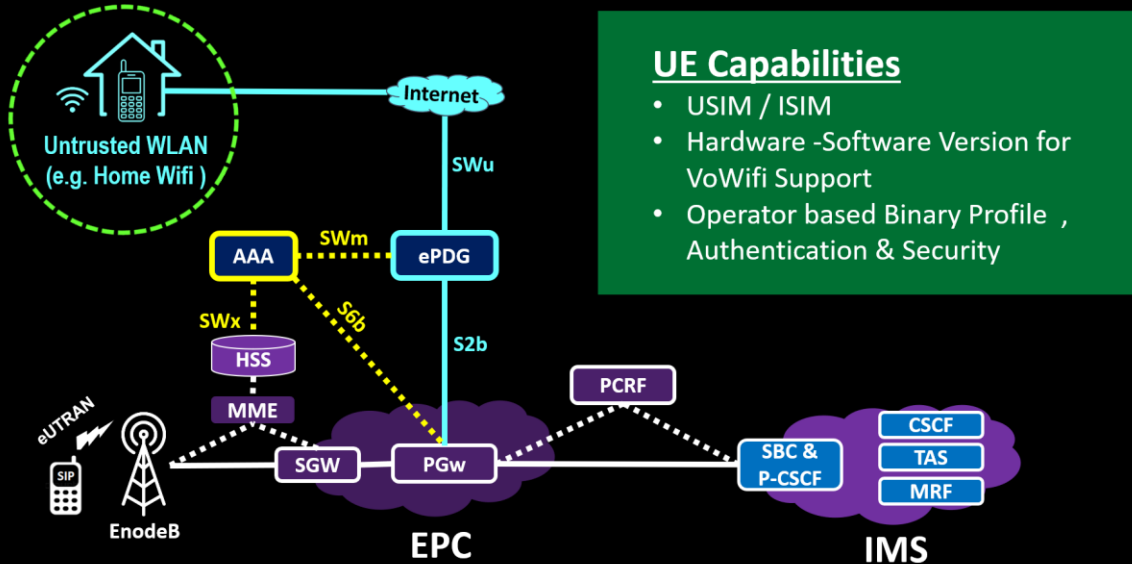 Untrusted WLAN
(e.g. Home Wifi )
Internet
UE Capabilities
• USIM / ISIM
• Hardware -Software Version for
VoWifi Support
• Operator based Binary Profile ,
Authentication & Security
SWu
AAA
SWm
ePDG
SWx
S6b
S2b
HSS
MME
PCRF
eUTRAN
SIP
EnodeB
SGW
PGw
SBC &
P-CSCF
CSCF
TAS
MRF
EPC
IMS